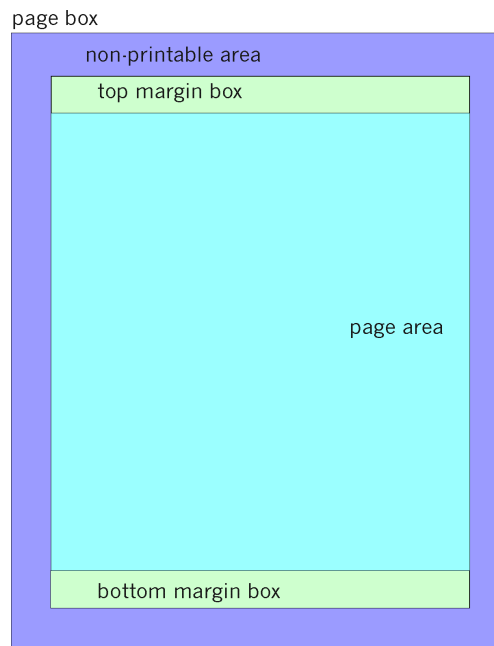 page box
non-printable area
top margin box
page area
bottom margin box